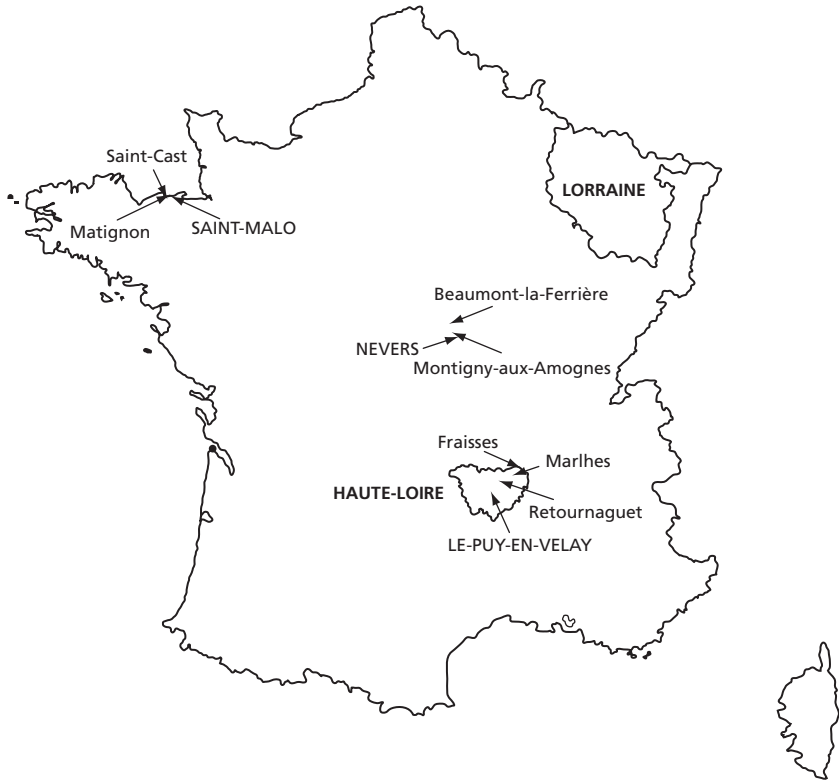 Saint-Cast
LORRAINE
Matignon
SAINT-MALO
Beaumont-la-Ferrière
NEVERS
Montigny-aux-Amognes
Fraisses
Marlhes
HAUTE-LOIRE
Retournaguet
LE-PUY-EN-VELAY